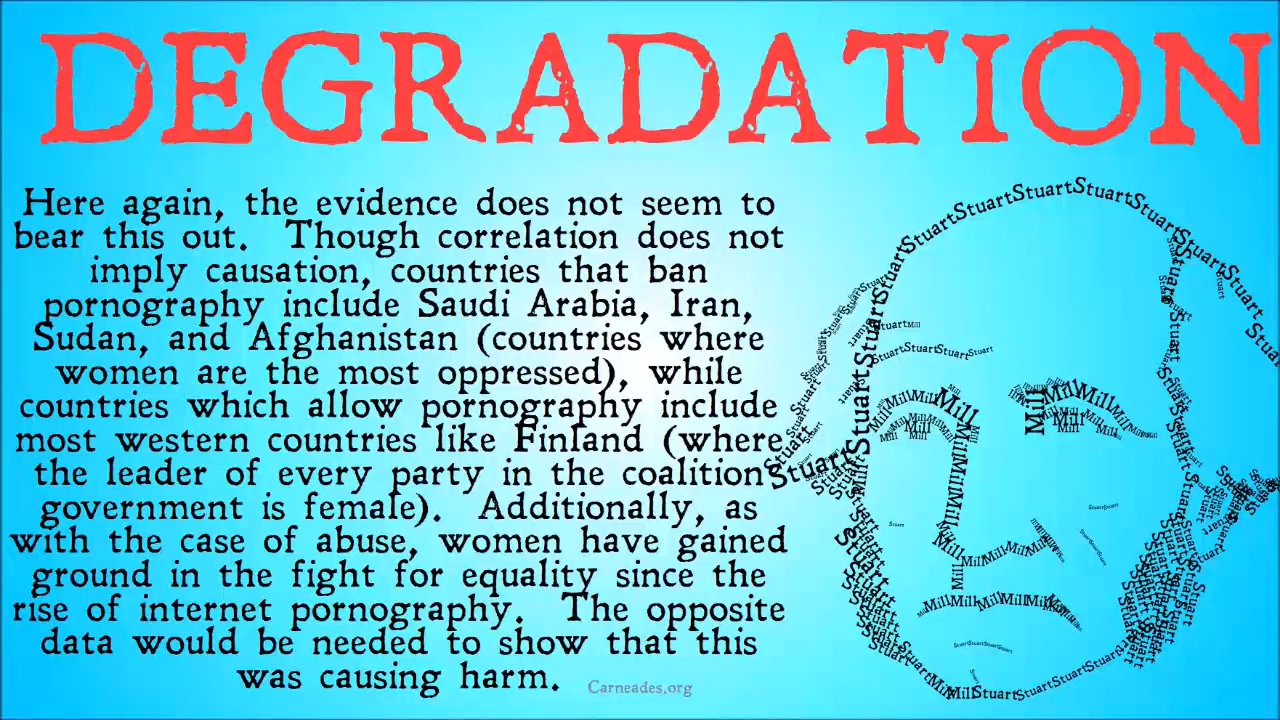 DEGRADATION
Here again, the evidence does not seem to
bear this out.  Though correlation does not
imply causation, countries that ban
pornography include Saudi Arabia, Iran,
Sudan, and Afghanistan (countries where
women are the most oppressed), while
countries which allow pornography include
most western countries like Finland (where
the leader of every party in the coalition
government is female).  Additionally, as
with the case of abuse, women have gained
ground in the fight for equality since the
rise of internet pornography.  The opposite
data would be needed to show that this
was causing harm.
Carneades.org
StuartStuartStuartStuartStuart
Stuart
Mill